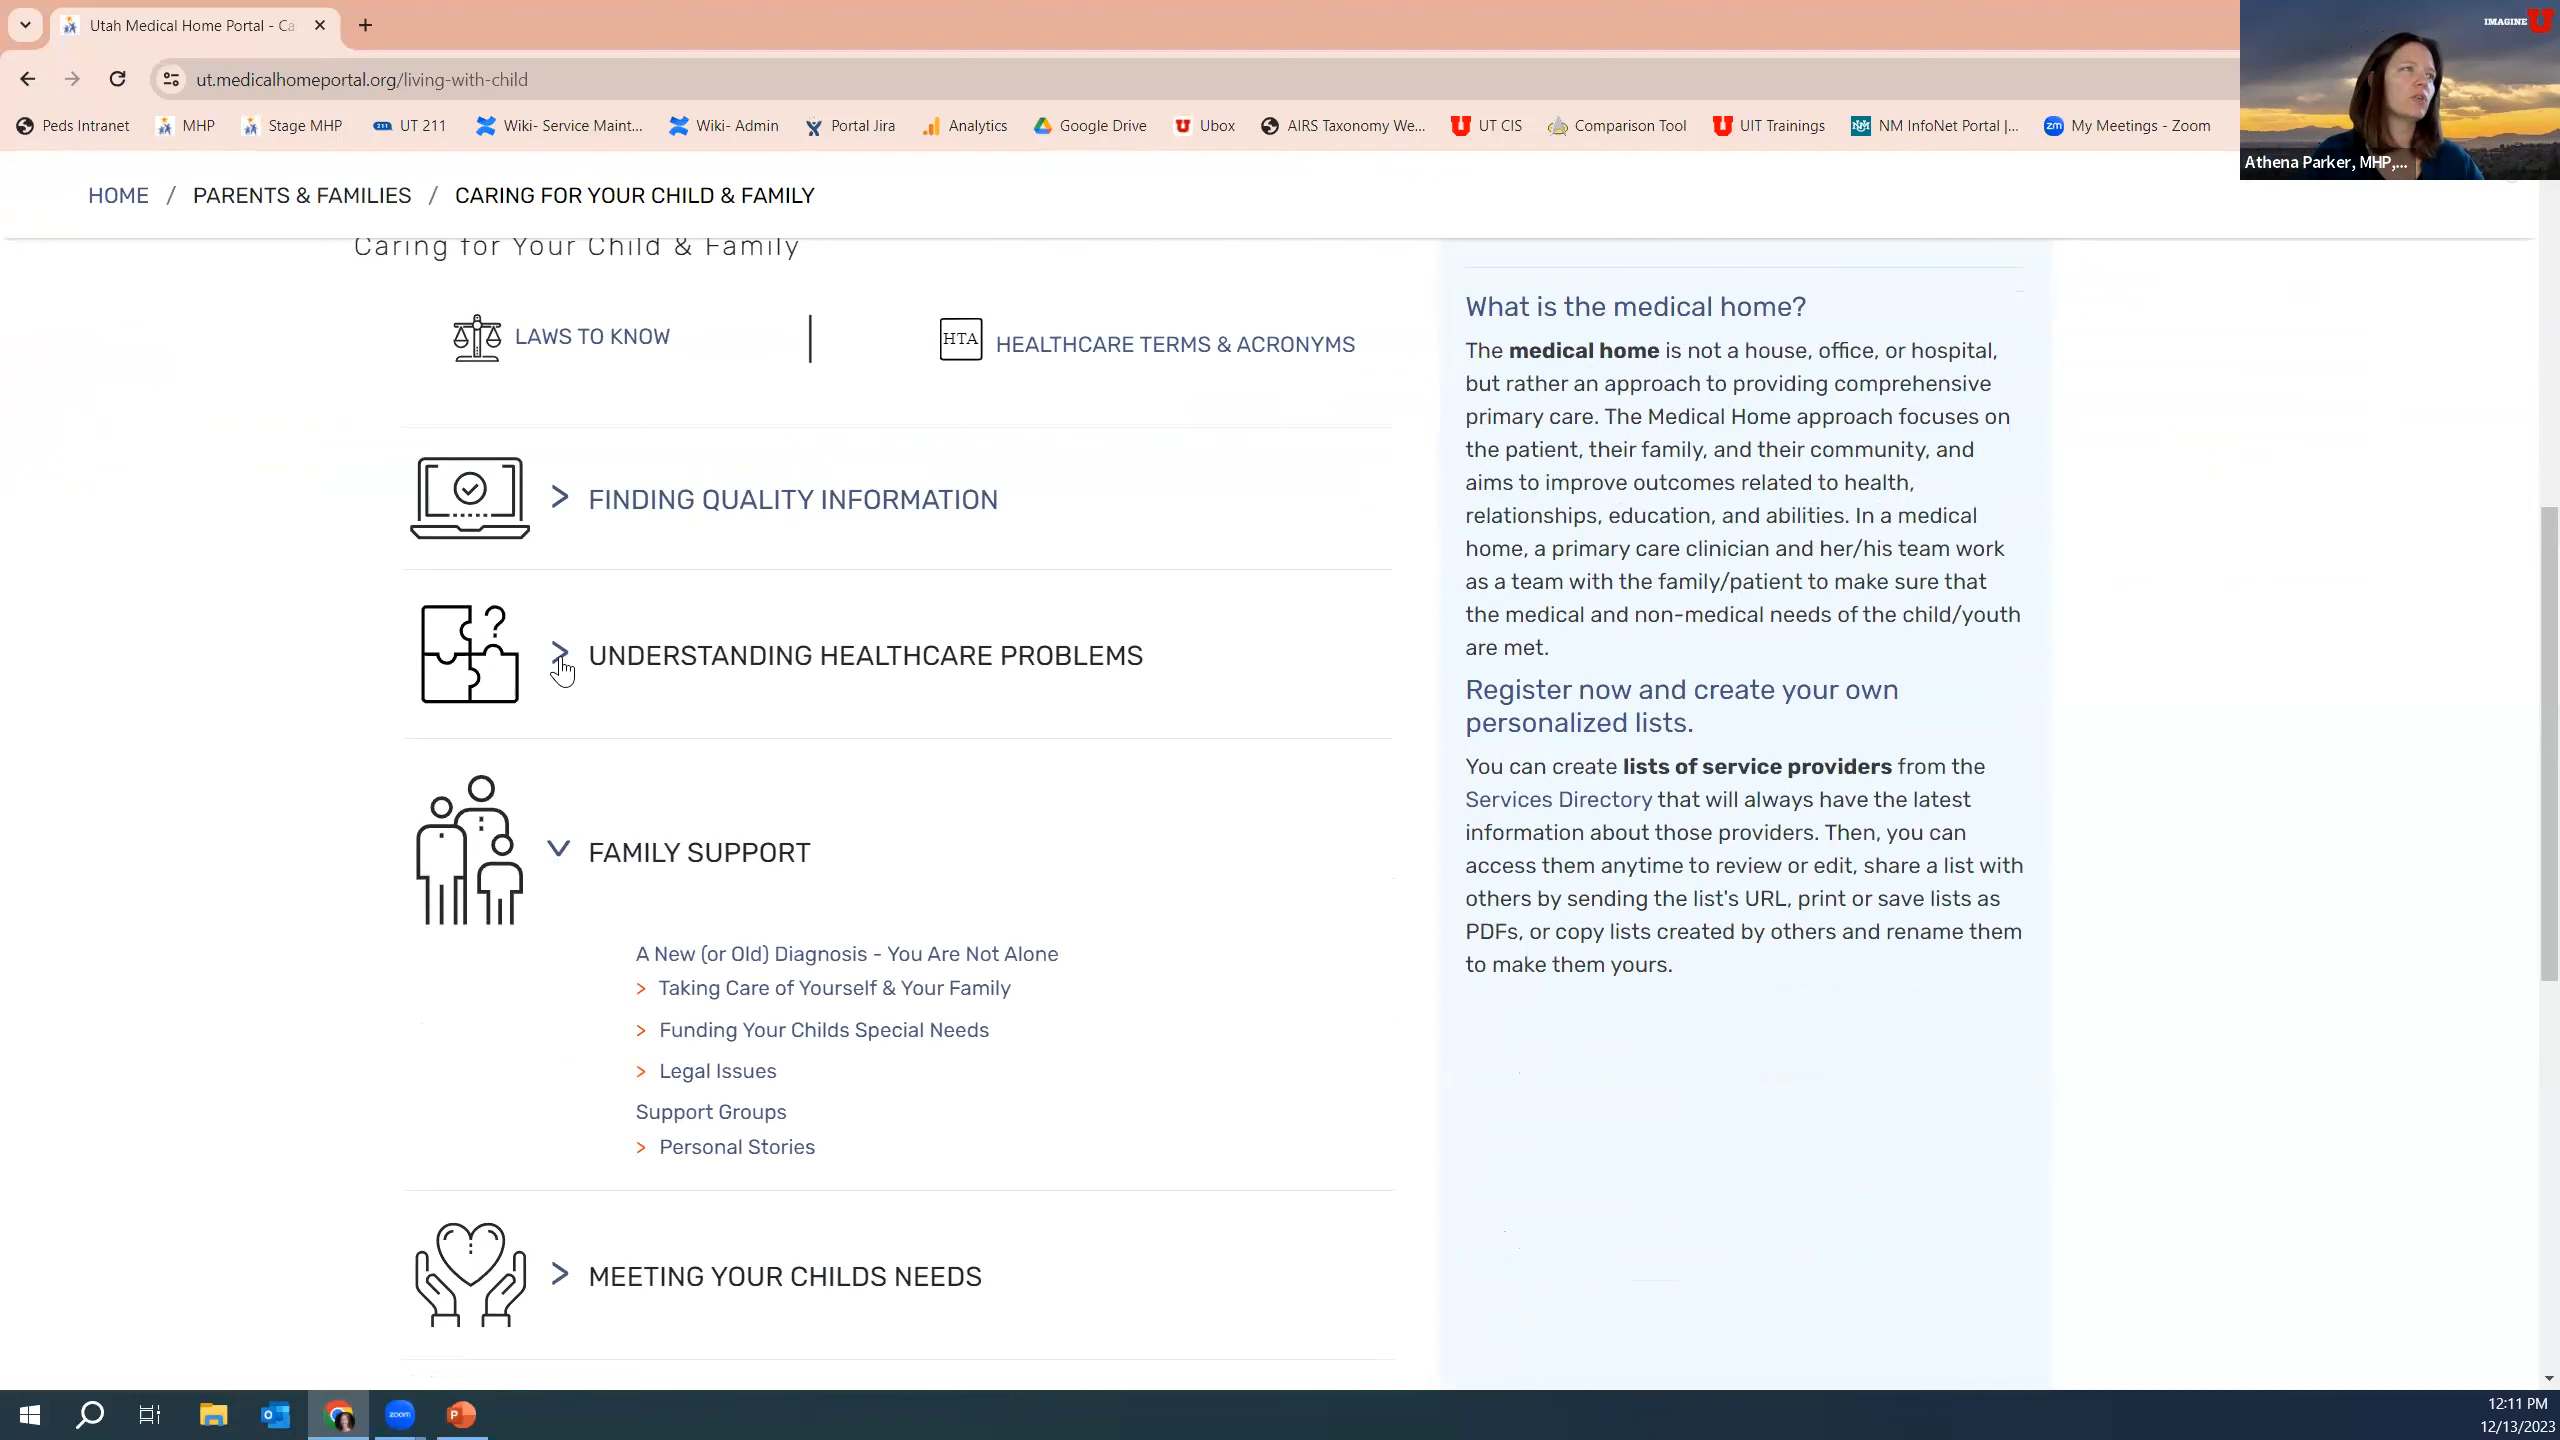 Utah Medical Home Portal - Ca
IMAGINE U
ut.medicalhomeportal.org/living-with-child
Peds Intranet MHP Stage MHP UT 211 Wiki- Service Maint... Wiki- Admin Portal Jira Analytics Google Drive Ubox AIRS Taxonomy We... UT CIS Comparison Tool UIT Trainings NM InfoNet Portal |... My Meetings - Zoom
Athena Parker, MHP,...
HOME / PARENTS & FAMILIES / CARING FOR YOUR CHILD & FAMILY
Caring for Your Child & Family
LAWS TO KNOW
HTA HEALTHCARE TERMS & ACRONYMS
> FINDING QUALITY INFORMATION
? > UNDERSTANDING HEALTHCARE PROBLEMS
FAMILY SUPPORT
A New (or Old) Diagnosis - You Are Not Alone
> Taking Care of Yourself & Your Family
> Funding Your Childs Special Needs
> Legal Issues
Support Groups
> Personal Stories
> MEETING YOUR CHILDS NEEDS
What is the medical home?
The medical home is not a house, office, or hospital,
but rather an approach to providing comprehensive
primary care. The Medical Home approach focuses on
the patient, their family, and their community, and
aims to improve outcomes related to health,
relationships, education, and abilities. In a medical
home, a primary care clinician and her/his team work
as a team with the family/patient to make sure that
the medical and non-medical needs of the child/youth
are met.
Register now and create your own
personalized lists.
You can create lists of service providers from the
Services Directory that will always have the latest
information about those providers. Then, you can
access them anytime to review or edit, share a list with
others by sending the list's URL, print or save lists as
PDFs, or copy lists created by others and rename them
to make them yours.
zoom
P
12:11 PM
12/13/2023